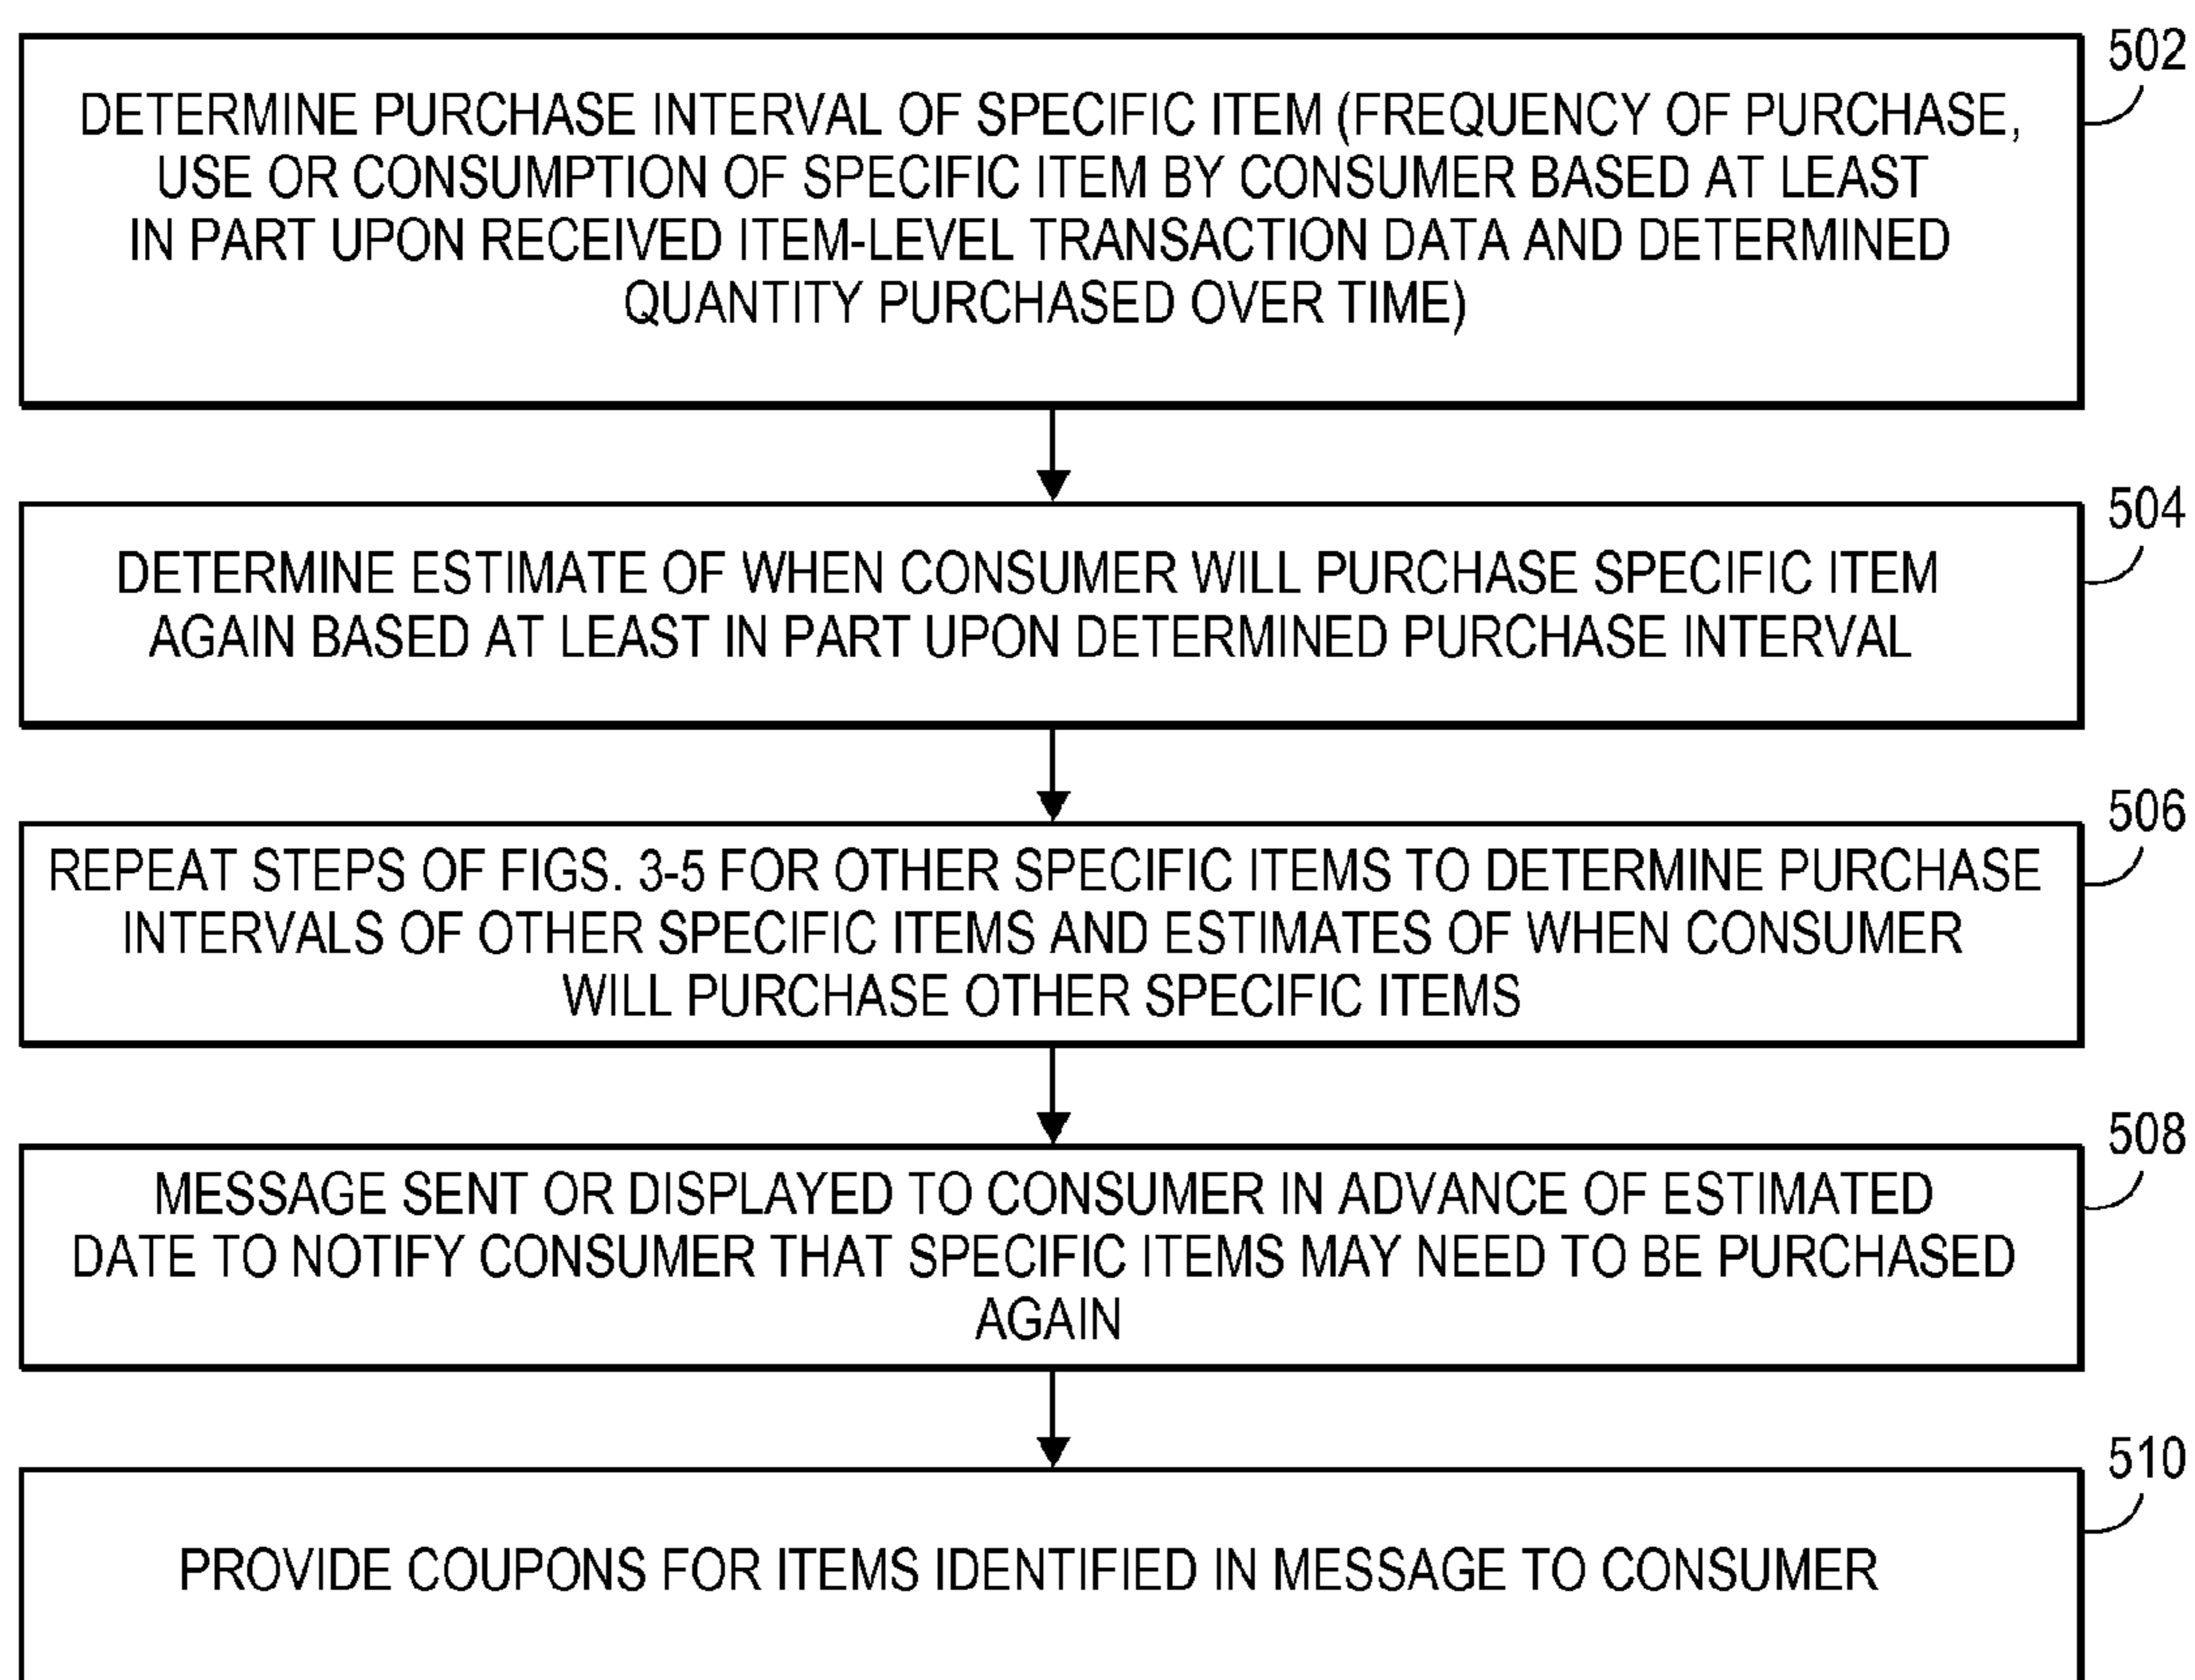 502
DETERMINE PURCHASE INTERVAL OF SPECIFIC ITEM (FREQUENCY OF PURCHASE,
USE OR CONSUMPTION OF SPECIFIC ITEM BY CONSUMER BASED AT LEAST
IN PART UPON RECEIVED ITEM-LEVEL TRANSACTION DATA AND DETERMINED
QUANTITY PURCHASED OVER TIME)
504
DETERMINE ESTIMATE OF WHEN CONSUMER WILL PURCHASE SPECIFIC ITEM
AGAIN BASED AT LEAST IN PART UPON DETERMINED PURCHASE INTERVAL
506
REPEAT STEPS OF FIGS. 3-5 FOR OTHER SPECIFIC ITEMS TO DETERMINE PURCHASE
INTERVALS OF OTHER SPECIFIC ITEMS AND ESTIMATES OF WHEN CONSUMER
WILL PURCHASE OTHER SPECIFIC ITEMS
508
MESSAGE SENT OR DISPLAYED TO CONSUMER IN ADVANCE OF ESTIMATED
DATE TO NOTIFY CONSUMER THAT SPECIFIC ITEMS MAY NEED TO BE PURCHASED
AGAIN
510
PROVIDE COUPONS FOR ITEMS IDENTIFIED IN MESSAGE TO CONSUMER